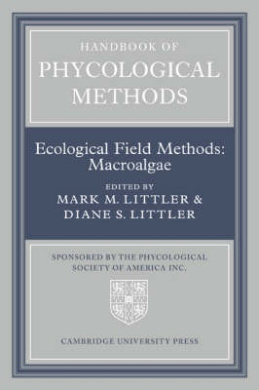 HANDBOOK OF
PHYCOLOGICAL
METHODS
Ecological Field Methods:
Macroalgae
EDITED BY
MARK M. LITTLER &
DIANE S. LITTLER
SPONSORED BY THE PHYCOLOGICAL
SOCIETY OF AMERICA INC.
CAMBRIDGE UNIVERSITY PRESS